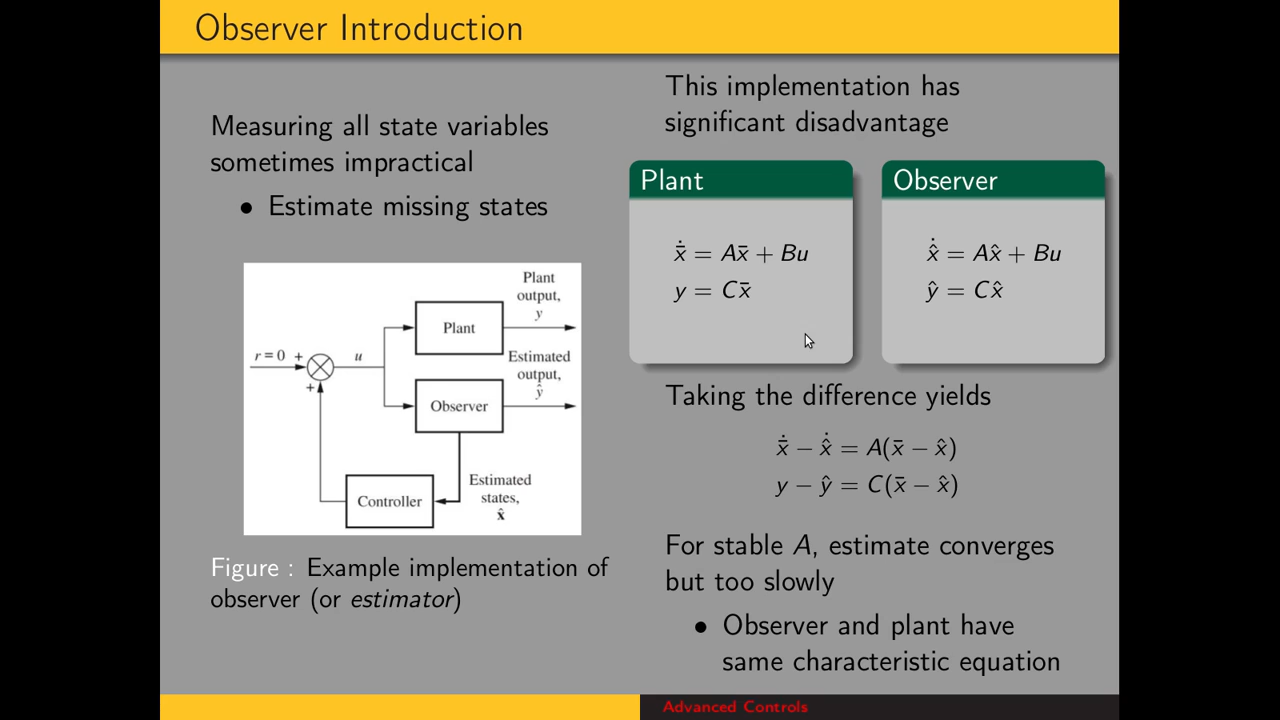 Observer Introduction
Measuring all state variables
sometimes impractical
• Estimate missing states
Plant
output,
y
Plant
r = 0 + u
Estimated
output,
ŷ
+
Observer
Estimated
states,
x̂
Controller
Figure : Example implementation of
observer (or estimator)
This implementation has
significant disadvantage
Plant
ẋ̄ = Ax̄ + Bu
y = Cx̄
Observer
ẋ̂ = Ax̂ + Bu
ŷ = Cx̂
Taking the difference yields
ẋ̄ − ẋ̂ = A(x̄ − x̂)
y − ŷ = C(x̄ − x̂)
For stable A, estimate converges
but too slowly
• Observer and plant have
same characteristic equation
Advanced Controls